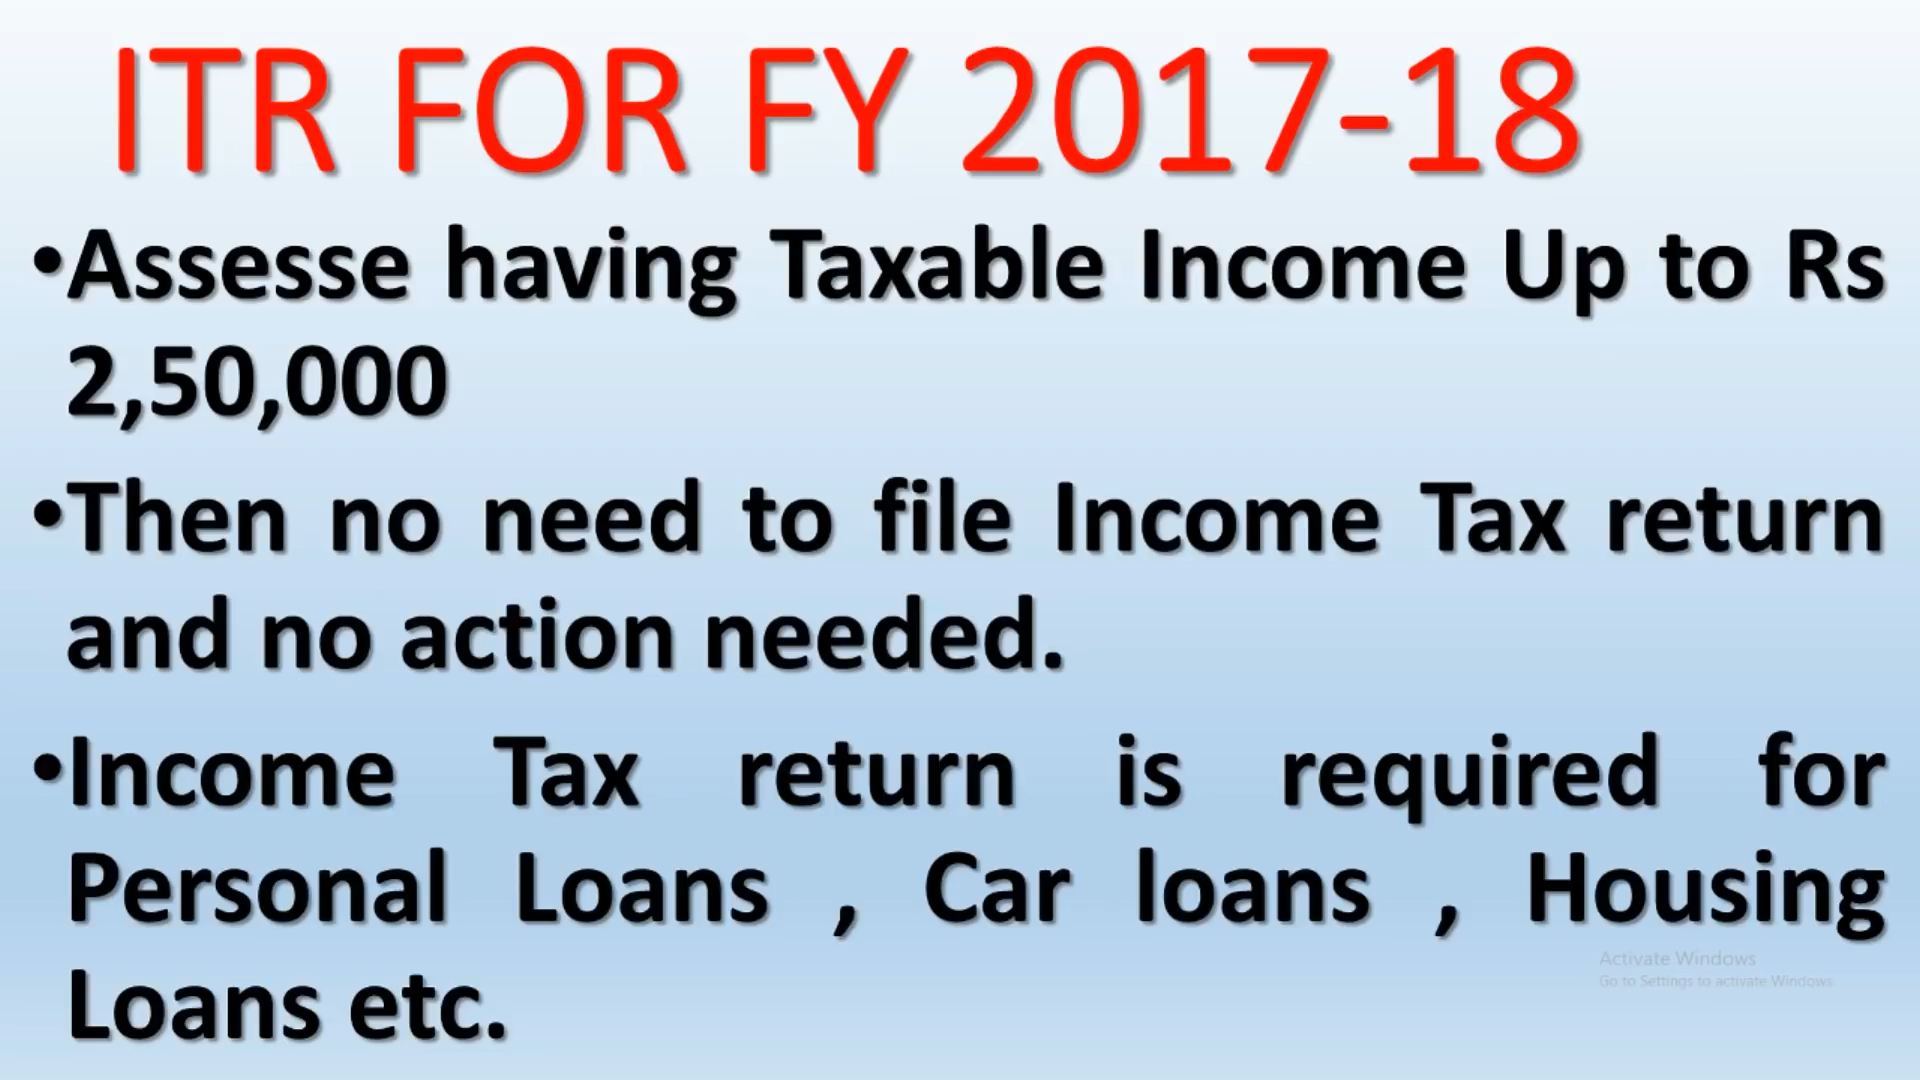 ITR FOR FY 2017-18
•Assesse having Taxable Income Up to Rs
2,50,000
•Then no need to file Income Tax return
and no action needed.
•Income Tax return is required for
Personal Loans , Car loans , Housing
Activate Windows
Go to Settings to activate Windows.
Loans etc.